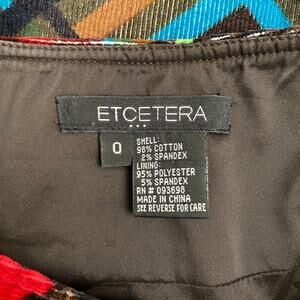 ETCETERA
...
0
SHELL:
98% COTTON
2% SPANDEX
LINING:
95% POLYESTER
5% SPANDEX
RN # 093698
MADE IN CHINA
SEE REVERSE FOR CARE